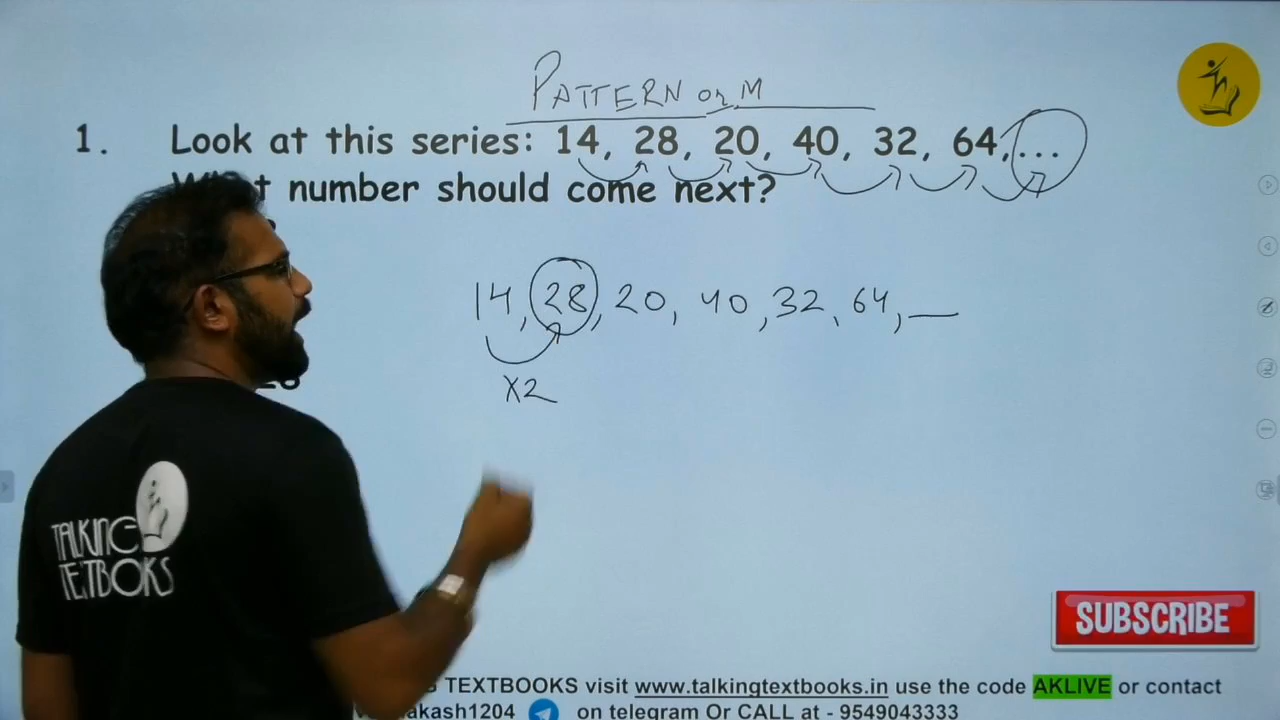 PATTERN or M
1. Look at this series: 14, 28, 20, 40, 32, 64, ...
number should come next?
14, 28, 20, 40, 32, 64, __
X2
28
TALKING
TEXTBOOKS
SUBSCRIBE
TEXTBOOKS visit www.talkingtextbooks.in use the code AKLIVE or contact
akash1204 on telegram Or CALL at - 9549043333